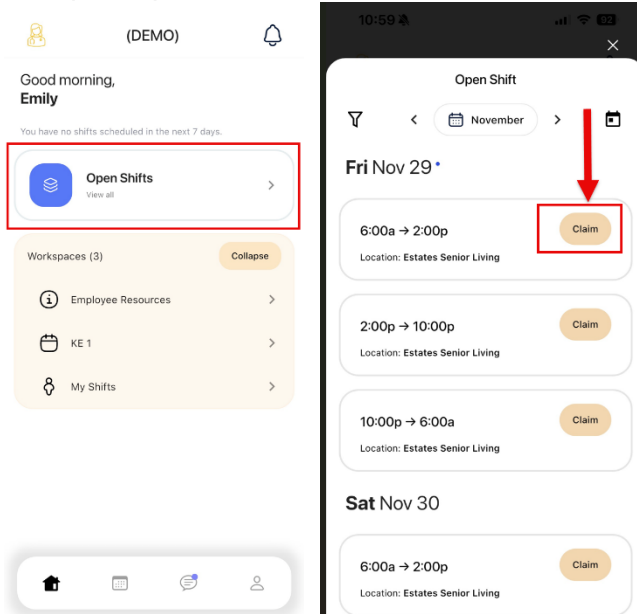 (DEMO)
Good morning,
Emily
You have no shifts scheduled in the next 7 days.
Open Shifts
View all
Workspaces (3)
Collapse
Employee Resources
KE 1
My Shifts
10:59
92
Open Shift
November
Fri Nov 29
6:00a → 2:00p
Claim
Location: Estates Senior Living
2:00p → 10:00p
Claim
Location: Estates Senior Living
10:00p → 6:00a
Claim
Location: Estates Senior Living
Sat Nov 30
6:00a → 2:00p
Claim
Location: Estates Senior Living